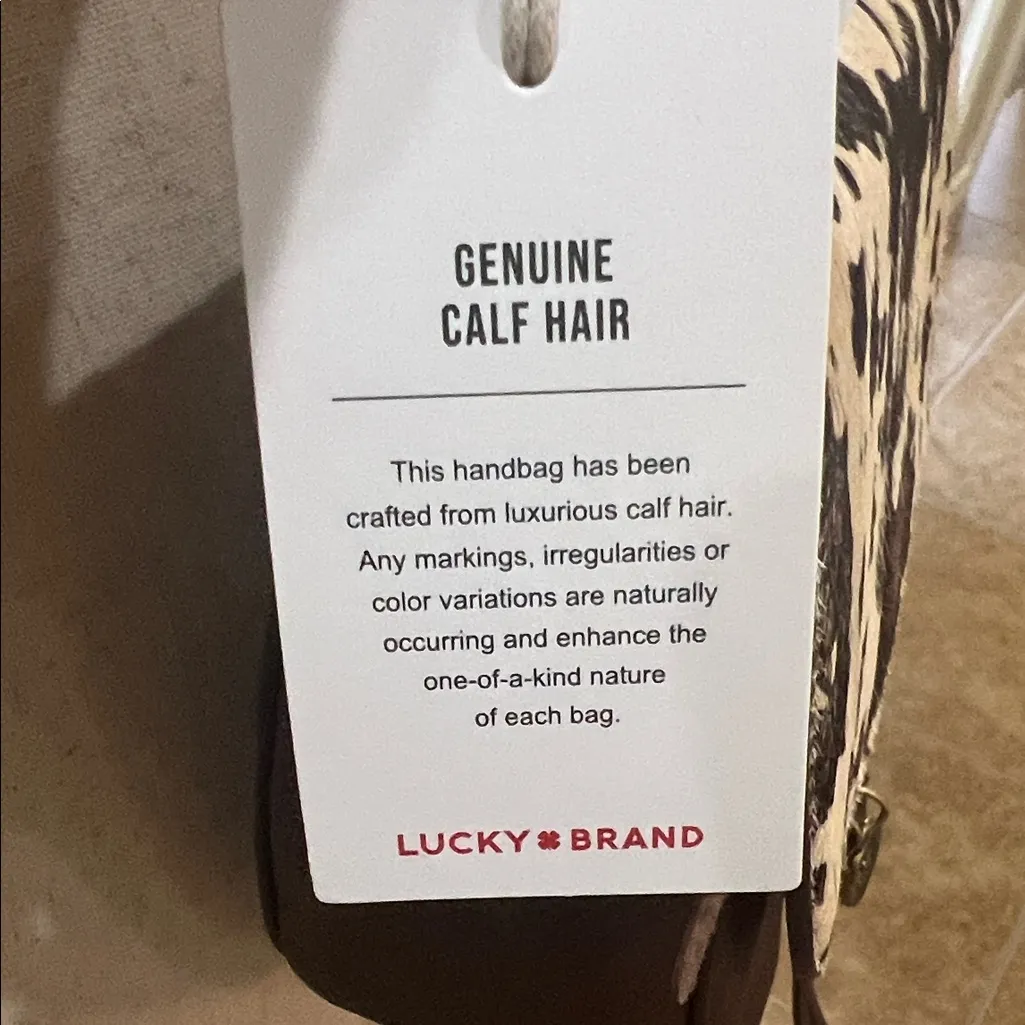 GENUINE
CALF HAIR
This handbag has been
crafted from luxurious calf hair.
Any markings, irregularities or
color variations are naturally
occurring and enhance the
one-of-a-kind nature
of each bag.
LUCKY BRAND